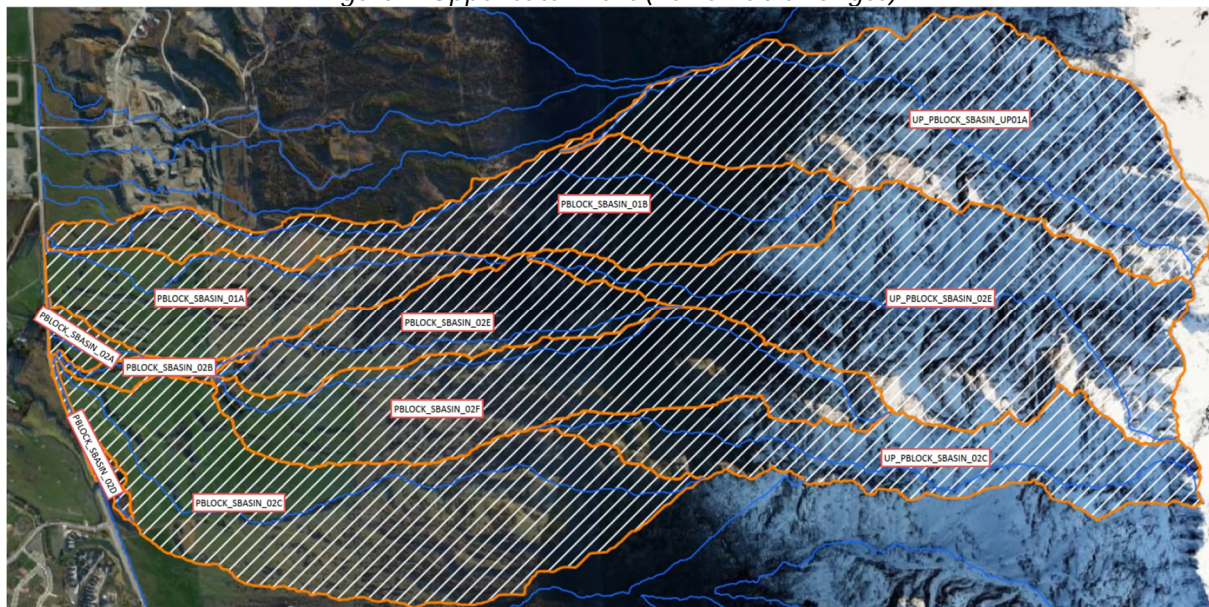 UP_PBLOCK_SBASIN_UP01A
PBLOCK_SBASIN_01B
PBLOCK_SBASIN_01A
UP_PBLOCK_SBASIN_02E
PBLOCK_SBASIN_02E
PBLOCK_SBASIN_02A
PBLOCK_SBASIN_02B
PBLOCK_SBASIN_02F
PBLOCK_SBASIN_02D
UP_PBLOCK_SBASIN_02C
PBLOCK_SBASIN_02C